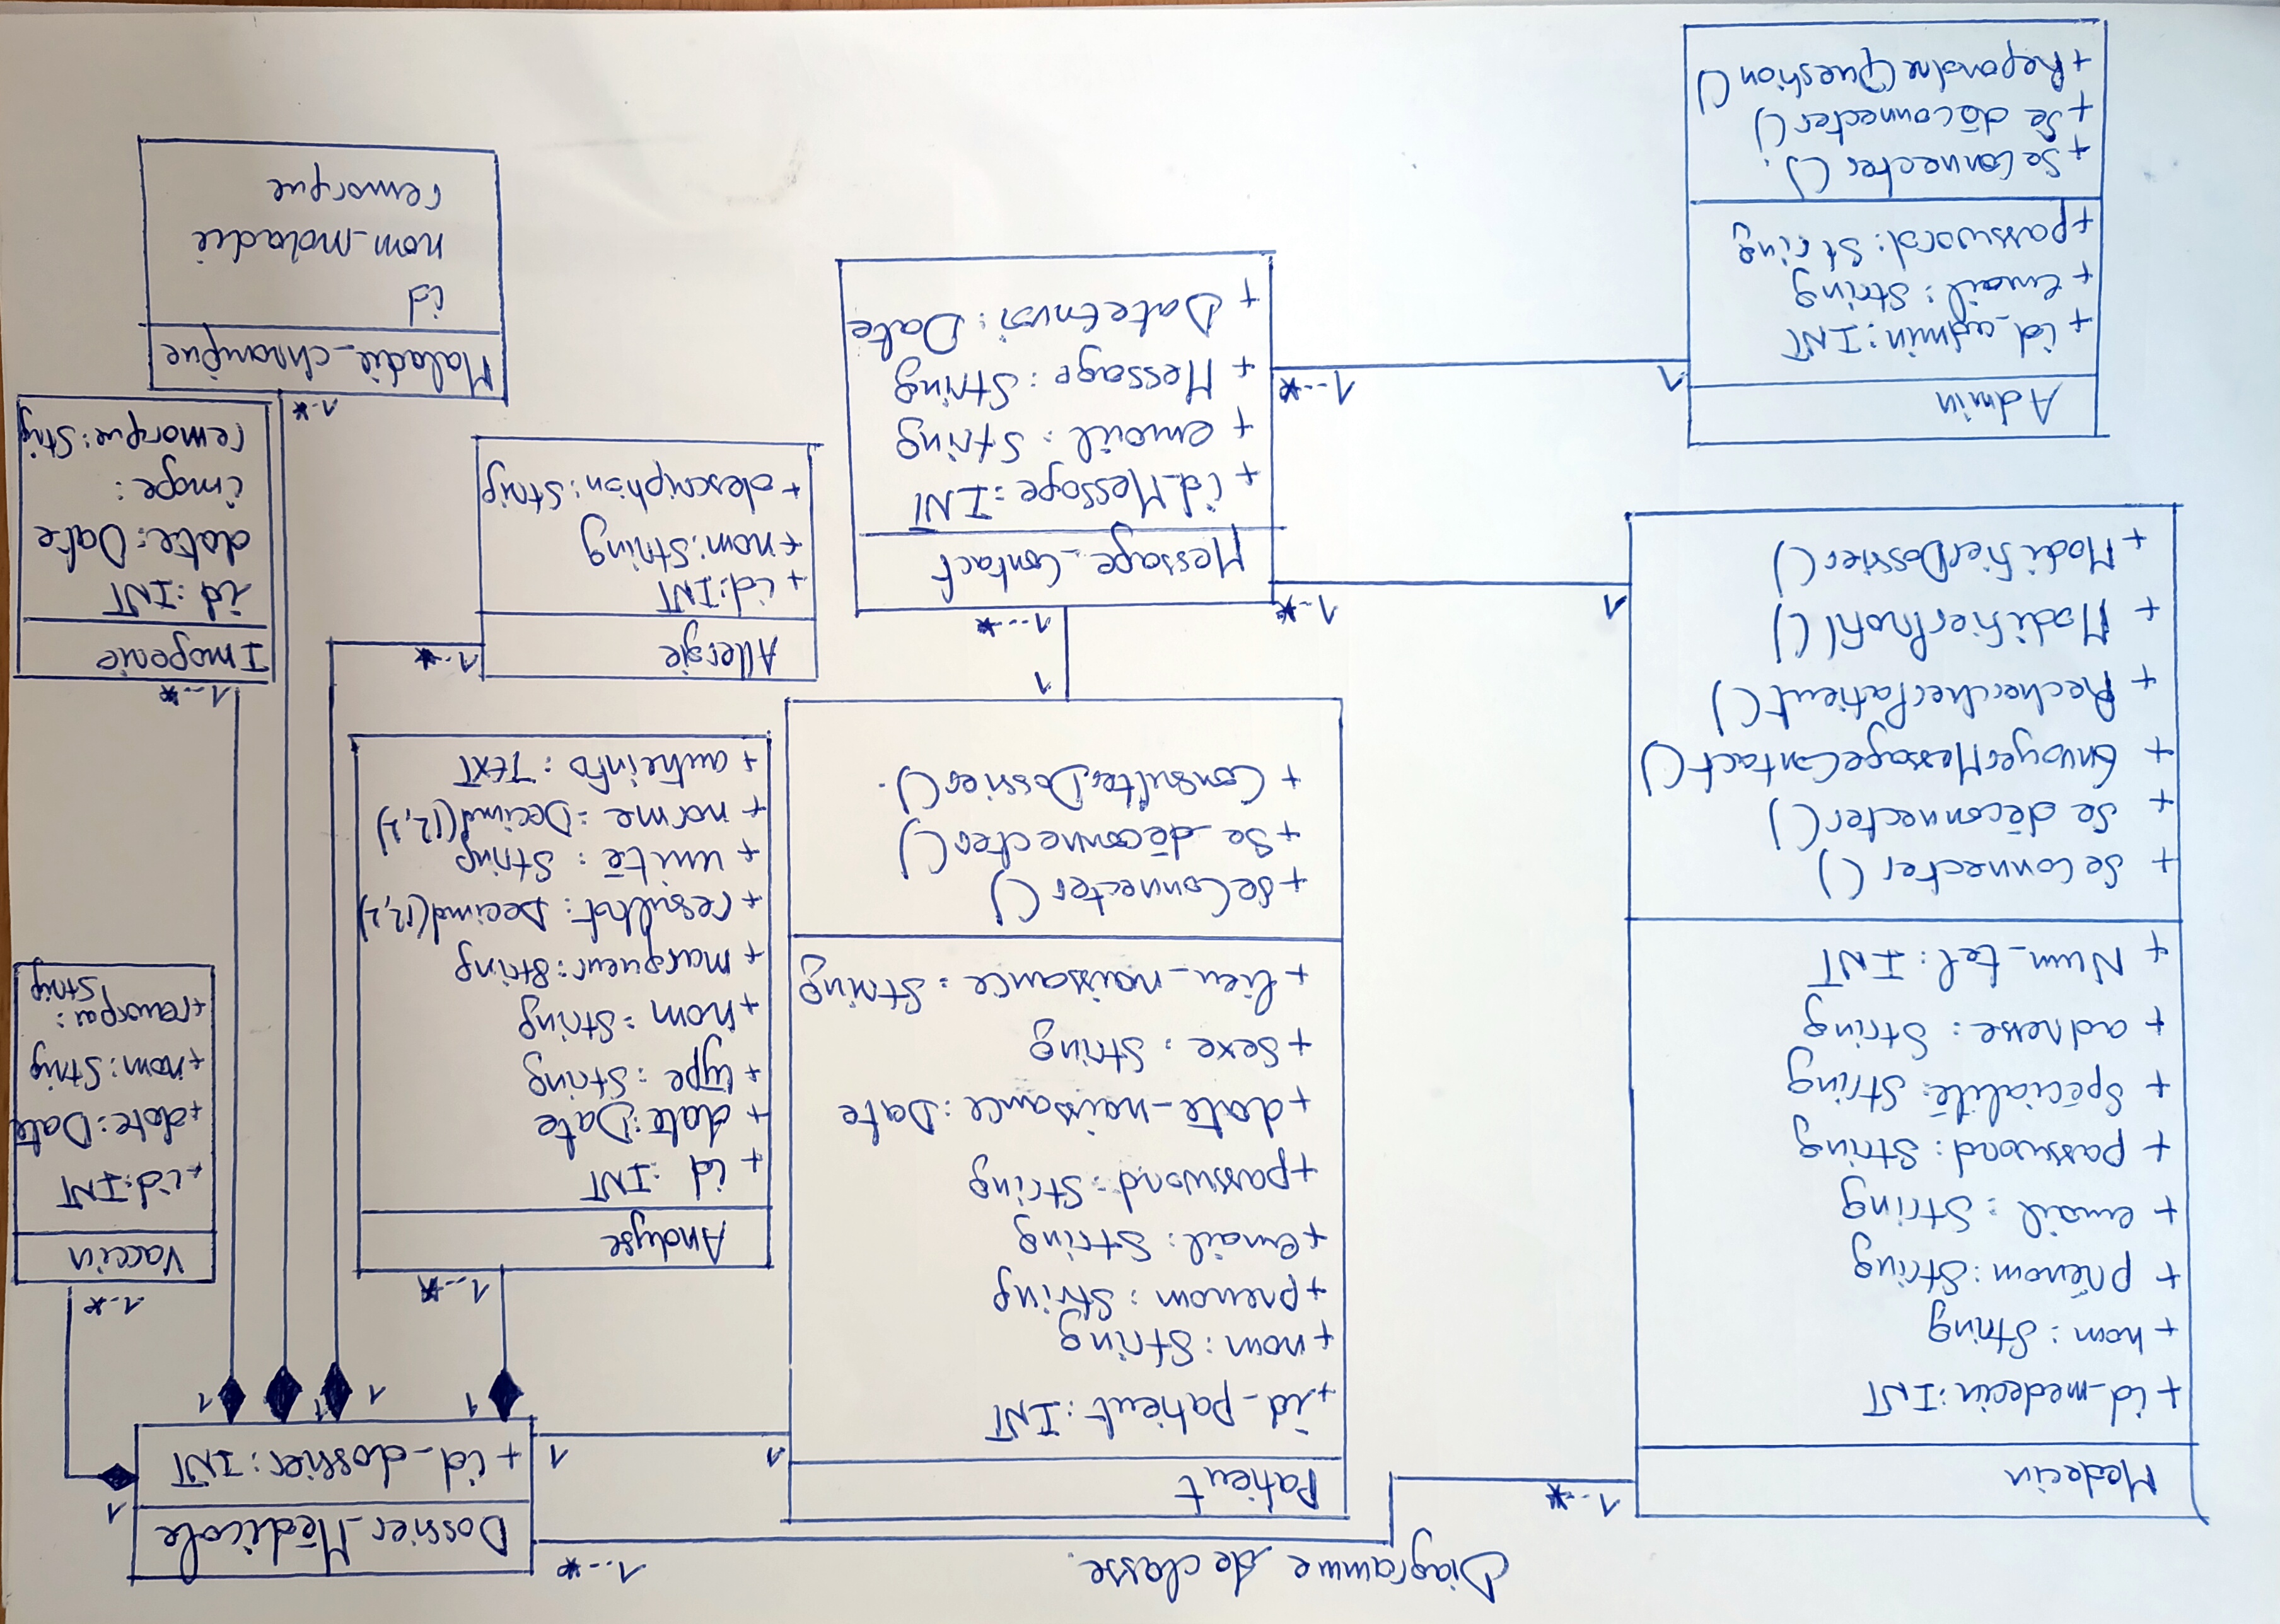 Diagramme de classe.
Medecin
+ id_medecin : INT
+ nom : String
+ prénom : String
+ email : String
+ password : String
+ Spécialité : String
+ adresse : String
+ Num_tel : INT
+ SeConnecter ()
+ Se déconnecter ()
+ EnvoyerMessageContact ()
+ RechercherPatient ()
+ ModifierProfil ()
+ ModifierDossier ()
1..*
1..*
Patient
+ id_patient : INT
+ nom : String
+ prenom : String
+ email : String
+ password : String
+ date_naissance : Date
+ Sexe : String
+ lieu_naissance : String
+ seConnecter ()
+ Se_déconnecter ()
+ ConsulterDossier ().
1
1
Dossier_Médicale
+ id_dossier : INT
1
1
1
1
1
1..*
Analyse
+ id : INT
+ date : Date
+ type : String
+ nom : String
+ marqueur : String
+ resultat : Decimal(12,2)
+ unité : String
+ norme : Decimal(12,2)
+ autreinfo : TEXT
1..*
Vaccin
+ id : INT
+ date : Date
+ nom : Strig
+ remarque :
Strig
1
1...*
1
1..*
Message_Contact
+ id_Message : INT
+ email : String
+ Message : String
+ DateEnvoi : Date
1..*
Allergie
+ id : INT
+ nom : String
+ description : Strig
1..*
Imagerie
id : INT
date : Date
image :
remarque : Strig
1..*
Maladie_chronique
id
nom_maladie
remarque
Admin
+ id_admin : INT
+ email : String
+ password : String
+ SeConnecter ().
+ Se déconnecter ()
+ RepondreQuestion ()
1
1..*